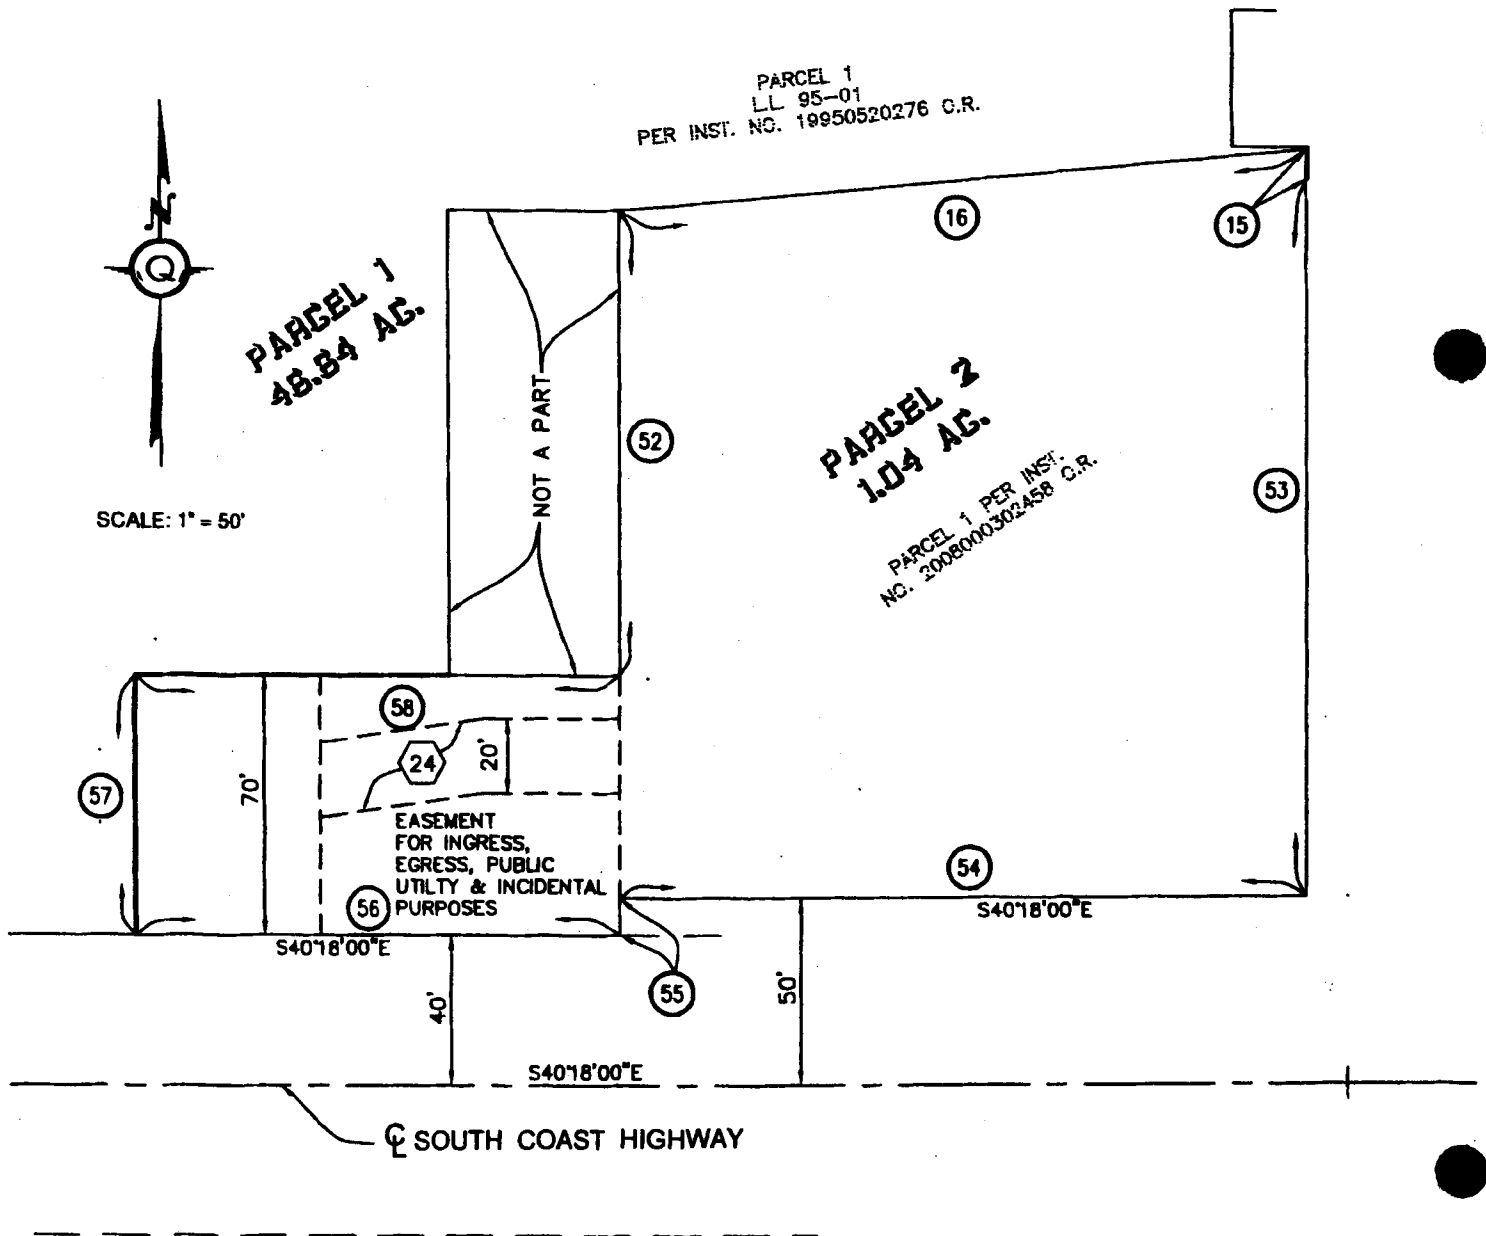 PARCEL 1
LL 95-01
PER INST. NO. 19950520276 O.R.
N
16
15
PARCEL 1
48.84 AC.
NOT A PART
52
PARCEL 2
1.04 AC.
PARCEL 1 PER INST.
NO. 2008000302458 O.R.
53
SCALE: 1" = 50'
58
24
20'
70'
57
EASEMENT
FOR INGRESS,
EGRESS, PUBLIC
UTILTY & INCIDENTAL
PURPOSES
56
54
S40°18'00"E
S40°18'00"E
55
40'
50'
S40°18'00"E
℄ SOUTH COAST HIGHWAY